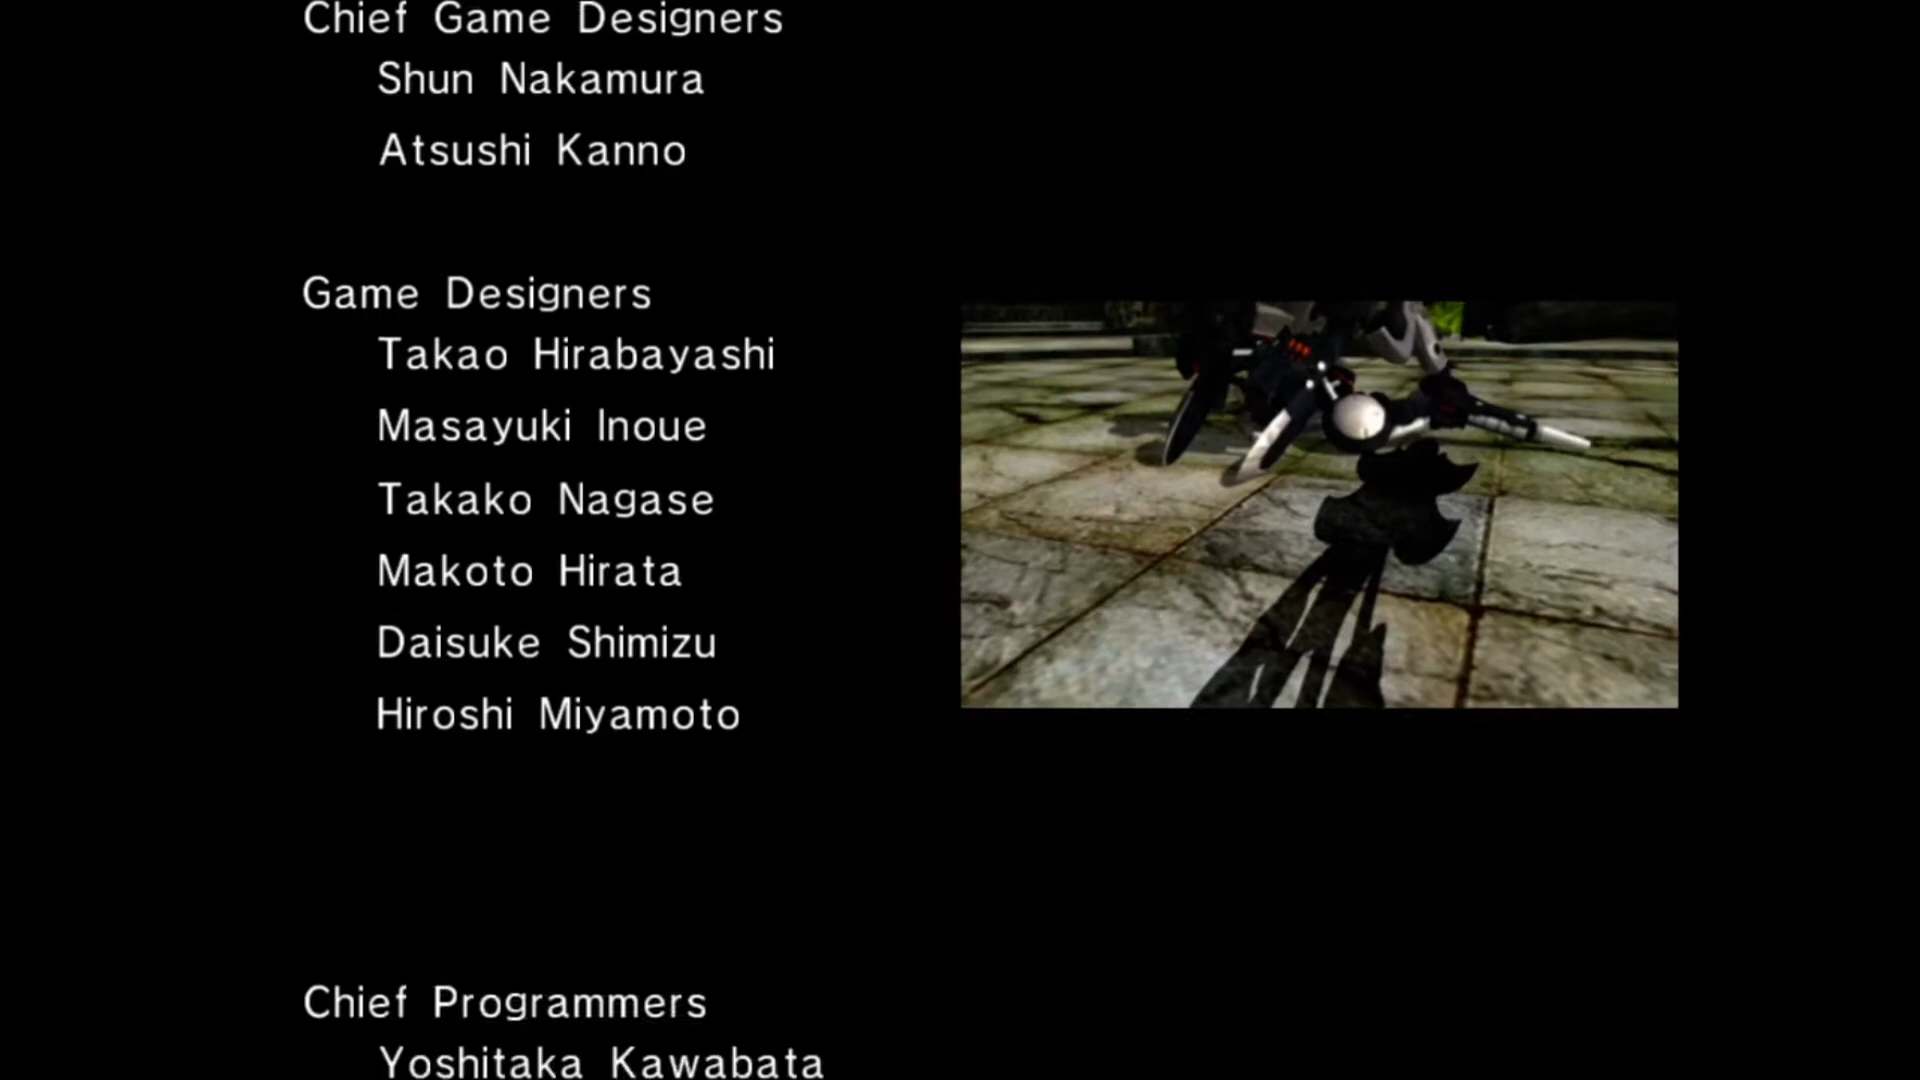 Chief Game Designers
Shun Nakamura
Atsushi Kanno
Game Designers
Takao Hirabayashi
Masayuki Inoue
Takako Nagase
Makoto Hirata
Daisuke Shimizu
Hiroshi Miyamoto
Chief Programmers
Yoshitaka Kawabata